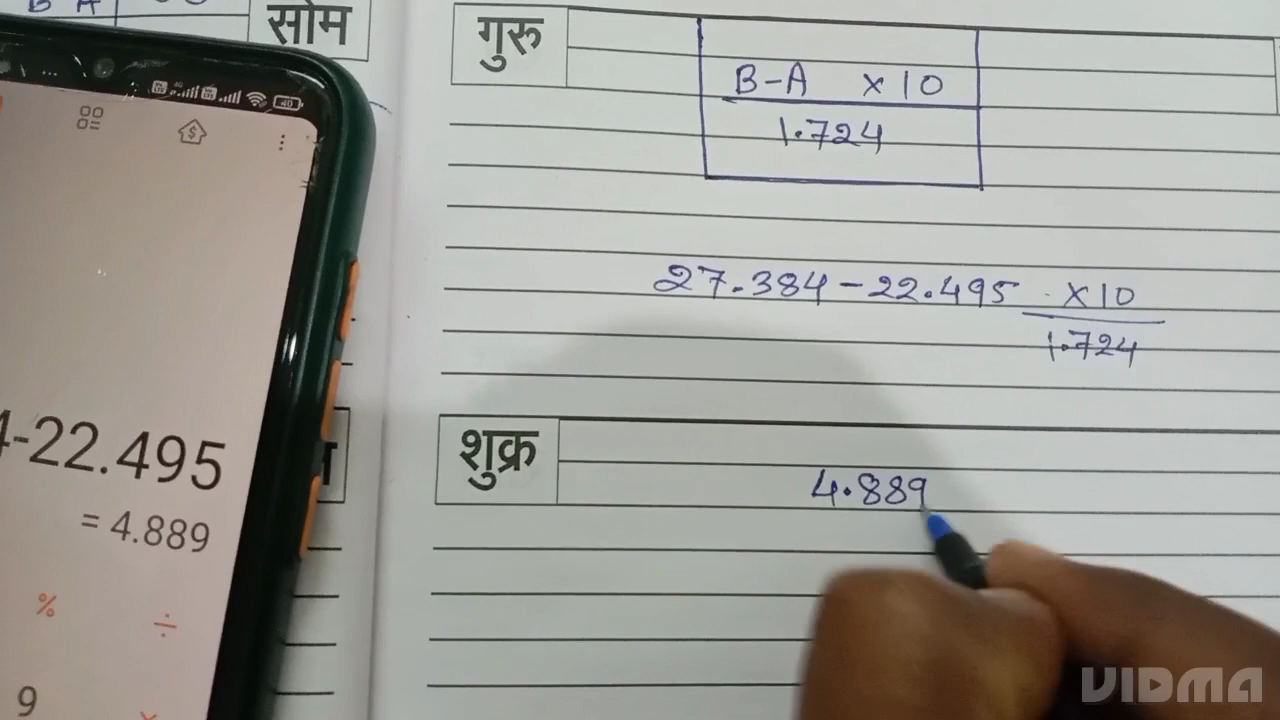 B A
सोम
गुरु
B-A ×10
1.724
27.384-22.495 ×10
1.724
शुक्र
4.889
4-22.495
= 4.889
% ÷
9 ×
VIDMA